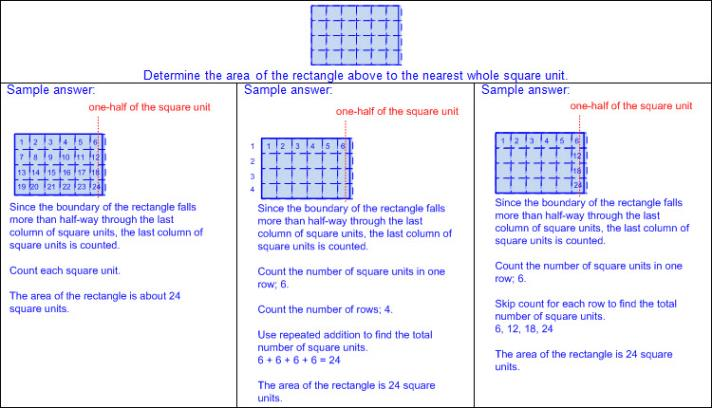 Determine the area of the rectangle above to the nearest whole square unit.
Sample answer:
one-half of the square unit
1 2 3 4 5 6
7 8 9 10 11 12
13 14 15 16 17 18
19 20 21 22 23 24
Since the boundary of the rectangle falls
more than half-way through the last
column of square units, the last column of
square units is counted.
Count each square unit.
The area of the rectangle is about 24
square units.
Sample answer:
one-half of the square unit
1 1 2 3 4 5 6
2
3
4
Since the boundary of the rectangle falls
more than half-way through the last
column of square units, the last column of
square units is counted.
Count the number of square units in one
row; 6.
Count the number of rows; 4.
Use repeated addition to find the total
number of square units.
6 + 6 + 6 + 6 = 24
The area of the rectangle is 24 square
units.
Sample answer:
one-half of the square unit
1 2 3 4 5 6
12
18
24
Since the boundary of the rectangle falls
more than half-way through the last
column of square units, the last column of
square units is counted.
Count the number of square units in one
row; 6.
Skip count for each row to find the total
number of square units.
6, 12, 18, 24
The area of the rectangle is 24 square
units.